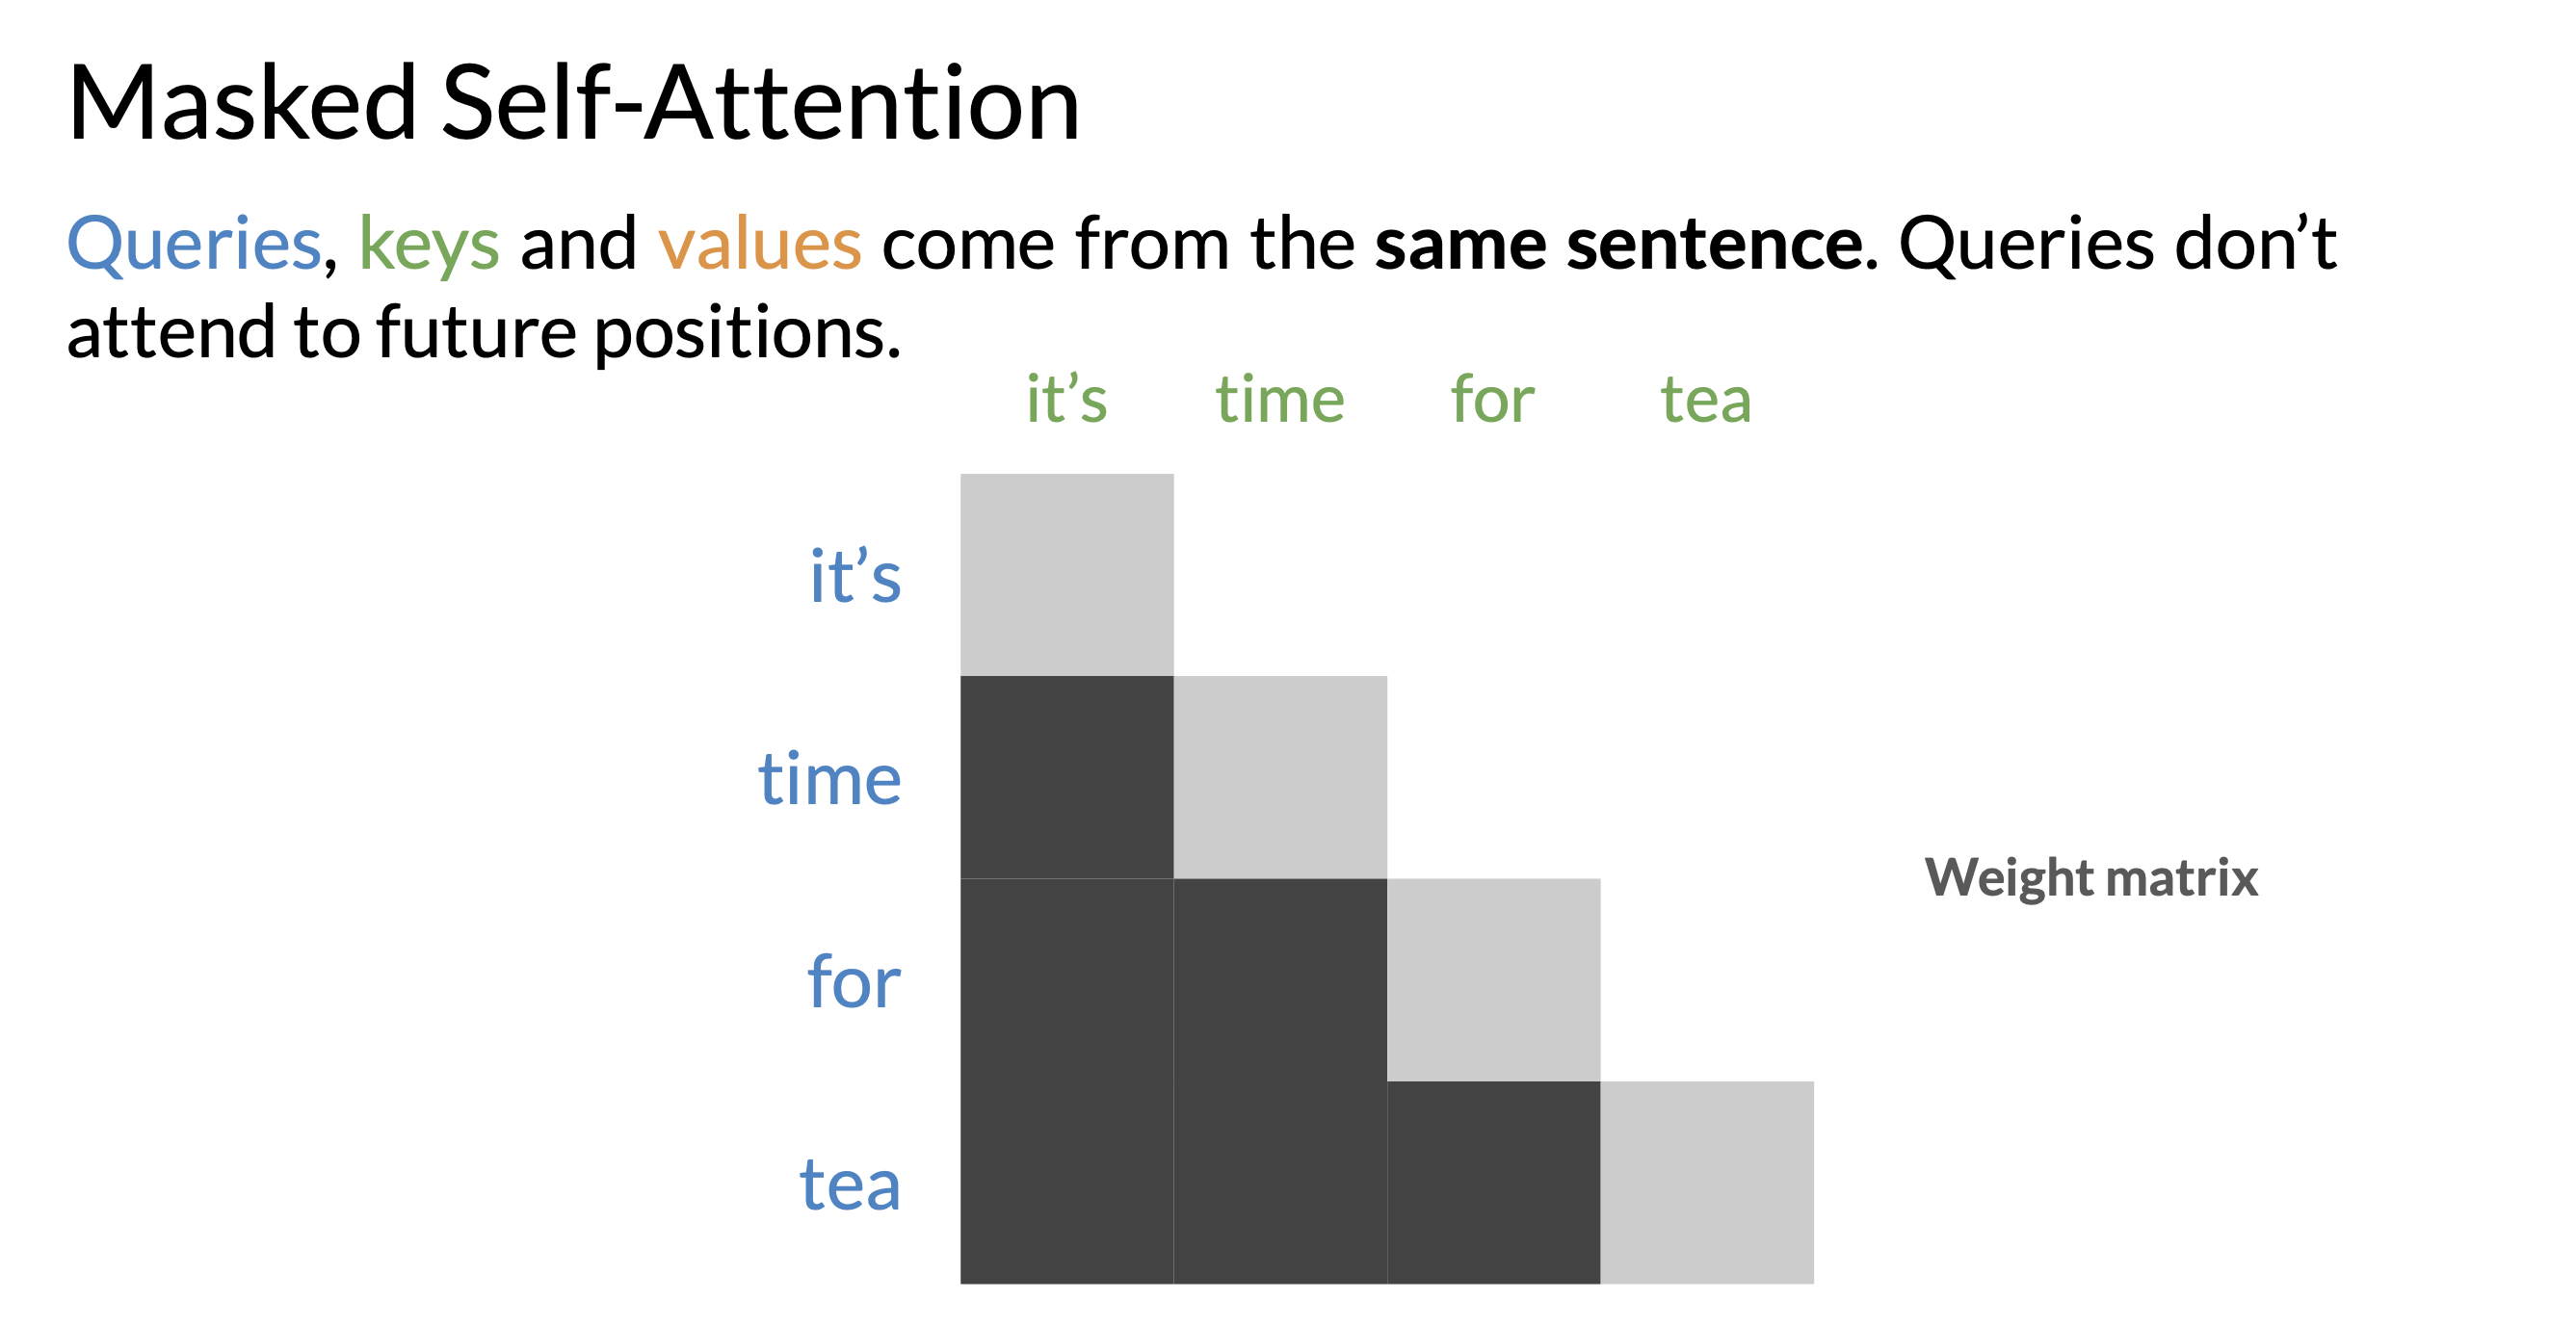 Masked Self-Attention
Queries, keys and values come from the same sentence. Queries don’t
attend to future positions.
it’s time for tea
it’s
time
Weight matrix
for
tea